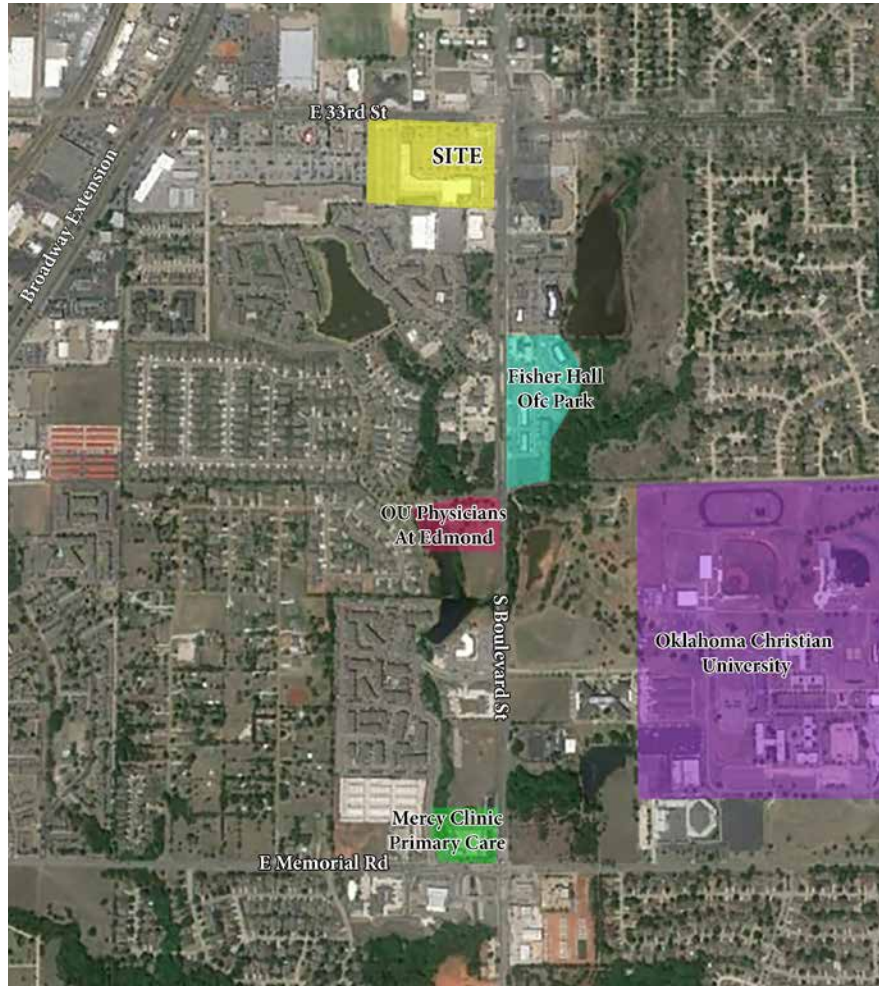 E 33rd St
SITE
Broadway Extension
Fisher Hall
Ofc Park
OU Physicians
At Edmond
S Boulevard St
Oklahoma Christian
University
Mercy Clinic
Primary Care
E Memorial Rd